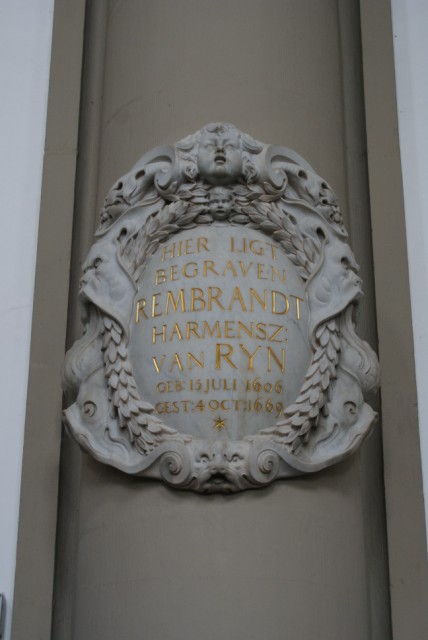 HIER LIGT
BEGRAVEN
REMBRANDT
HARMENSZ:
VAN RYN
GEB: 15 JULI 1606
GEST: 4 OCT: 1669